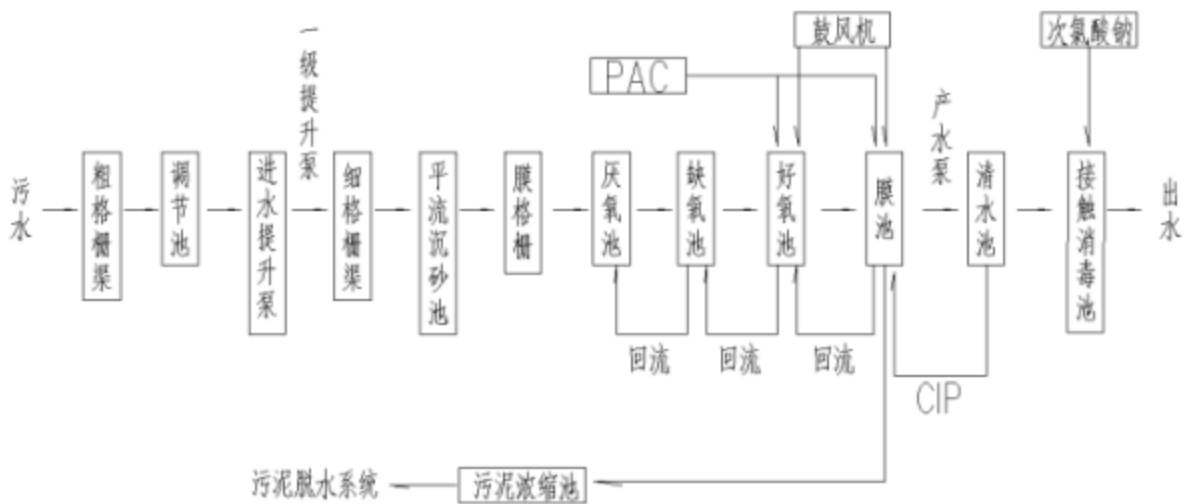 鼓风机
次氯酸钠
PAC
一级提升泵
产水泵
污水
粗格栅渠
调节池
进水提升泵
细格栅渠
平流沉砂池
膜格栅
厌氧池
缺氧池
好氧池
膜池
清水池
接触消毒池
出水
回流
回流
回流
CIP
污泥脱水系统
污泥浓缩池